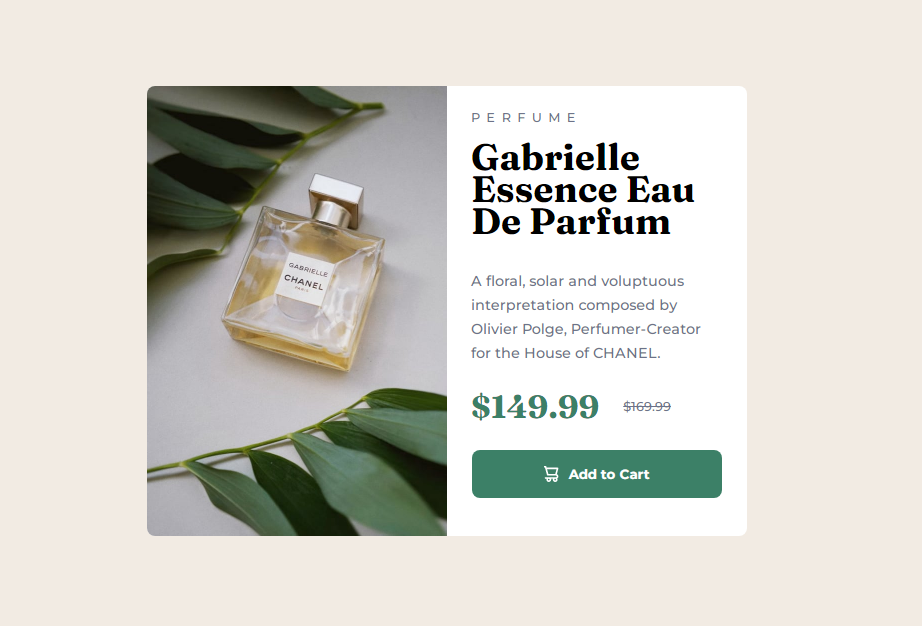 GABRIELLE
CHANEL
PARIS
PERFUME
Gabrielle
Essence Eau
De Parfum
A floral, solar and voluptuous
interpretation composed by
Olivier Polge, Perfumer-Creator
for the House of CHANEL.
$149.99 $169.99
Add to Cart